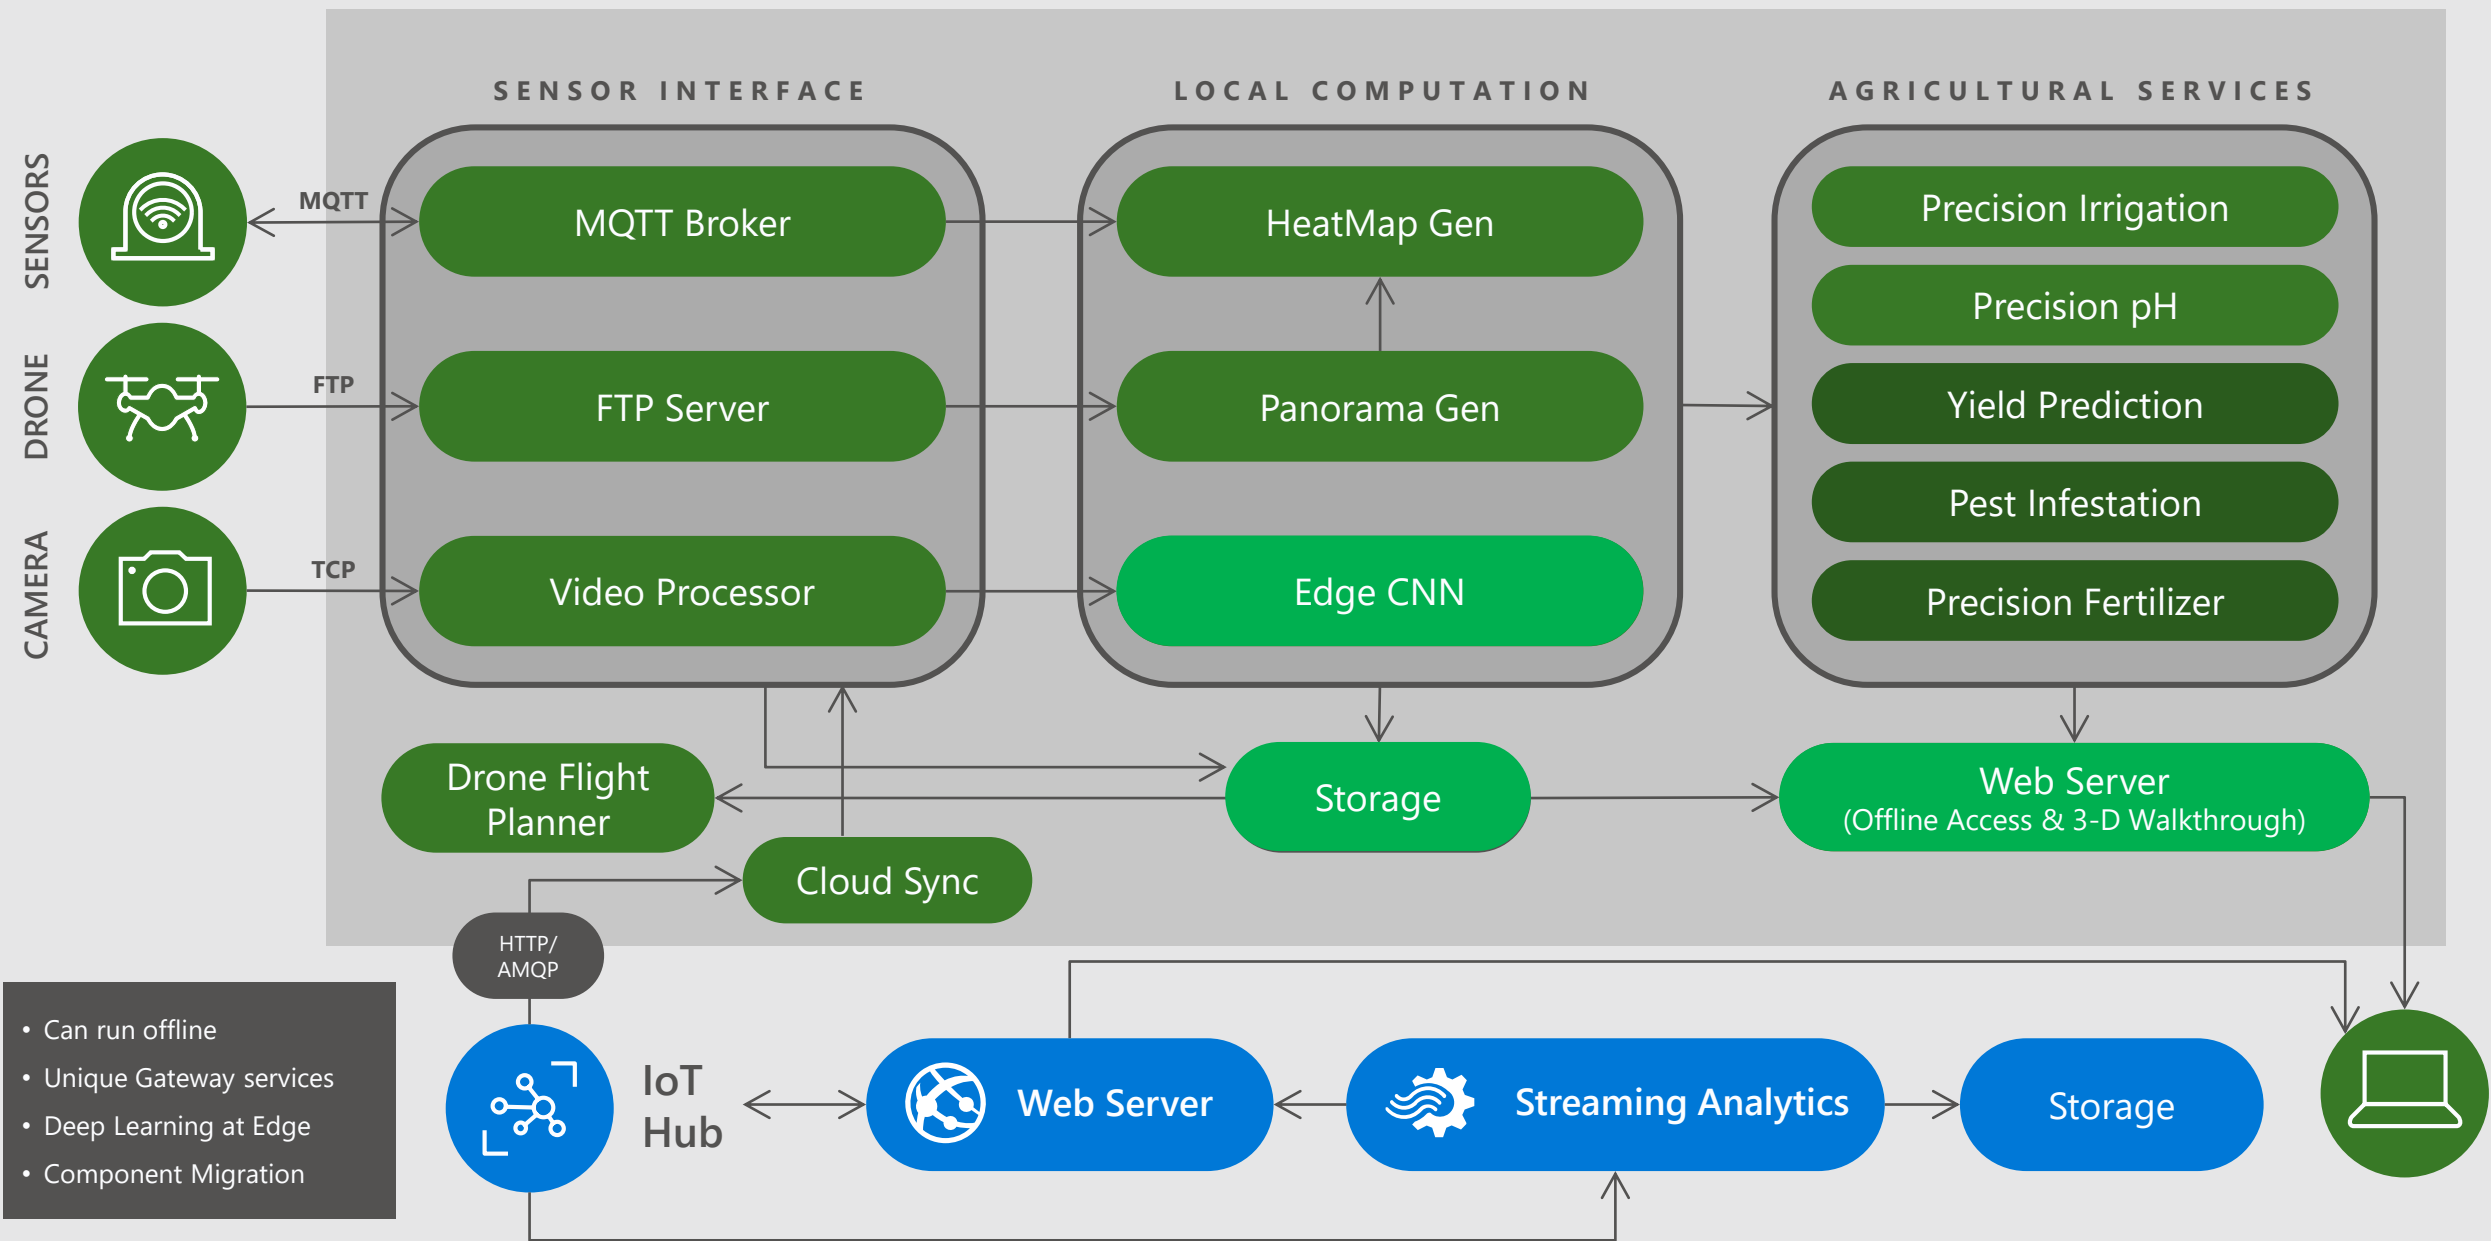 SENSOR INTERFACE
LOCAL COMPUTATION
AGRICULTURAL SERVICES
SENSORS
MQTT
MQTT Broker
HeatMap Gen
Precision Irrigation
Precision pH
DRONE
FTP
FTP Server
Panorama Gen
Yield Prediction
Pest Infestation
CAMERA
TCP
Video Processor
Edge CNN
Precision Fertilizer
Drone Flight
Planner
Storage
Web Server
(Offline Access & 3-D Walkthrough)
Cloud Sync
HTTP/
AMQP
• Can run offline
• Unique Gateway services
• Deep Learning at Edge
• Component Migration
IoT
Hub
Web Server
Streaming Analytics
Storage